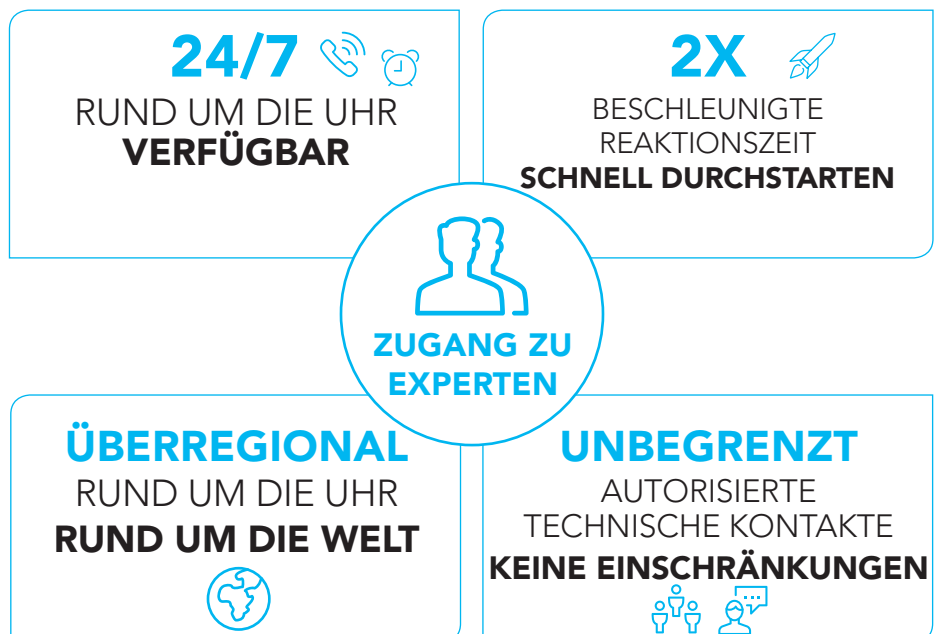 24/7
RUND UM DIE UHR
VERFÜGBAR
2X
BESCHLEUNIGTE
REAKTIONSZEIT
SCHNELL DURCHSTARTEN
ZUGANG ZU
EXPERTEN
ÜBERREGIONAL
RUND UM DIE UHR
RUND UM DIE WELT
UNBEGRENZT
AUTORISIERTE
TECHNISCHE KONTAKTE
KEINE EINSCHRÄNKUNGEN